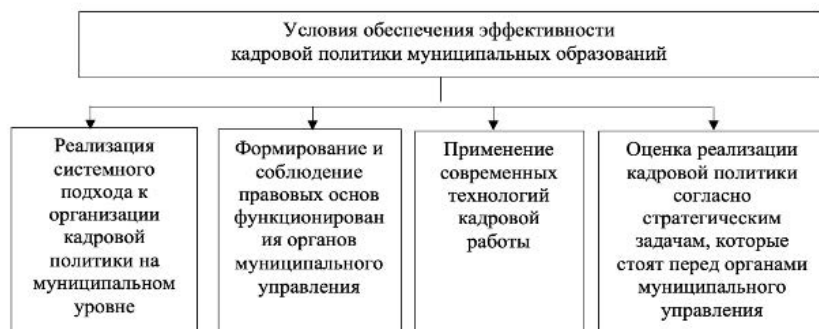 Условия обеспечения эффективности
кадровой политики муниципальных образований
Реализация
системного
подхода к
организации
кадровой
политики на
муниципальном
уровне
Формирование и
соблюдение
правовых основ
функционирован
ия органов
муниципального
управления
Применение
современных
технологий
кадровой
работы
Оценка реализации
кадровой политики
согласно
стратегическим
задачам, которые
стоят перед органами
муниципального
управления